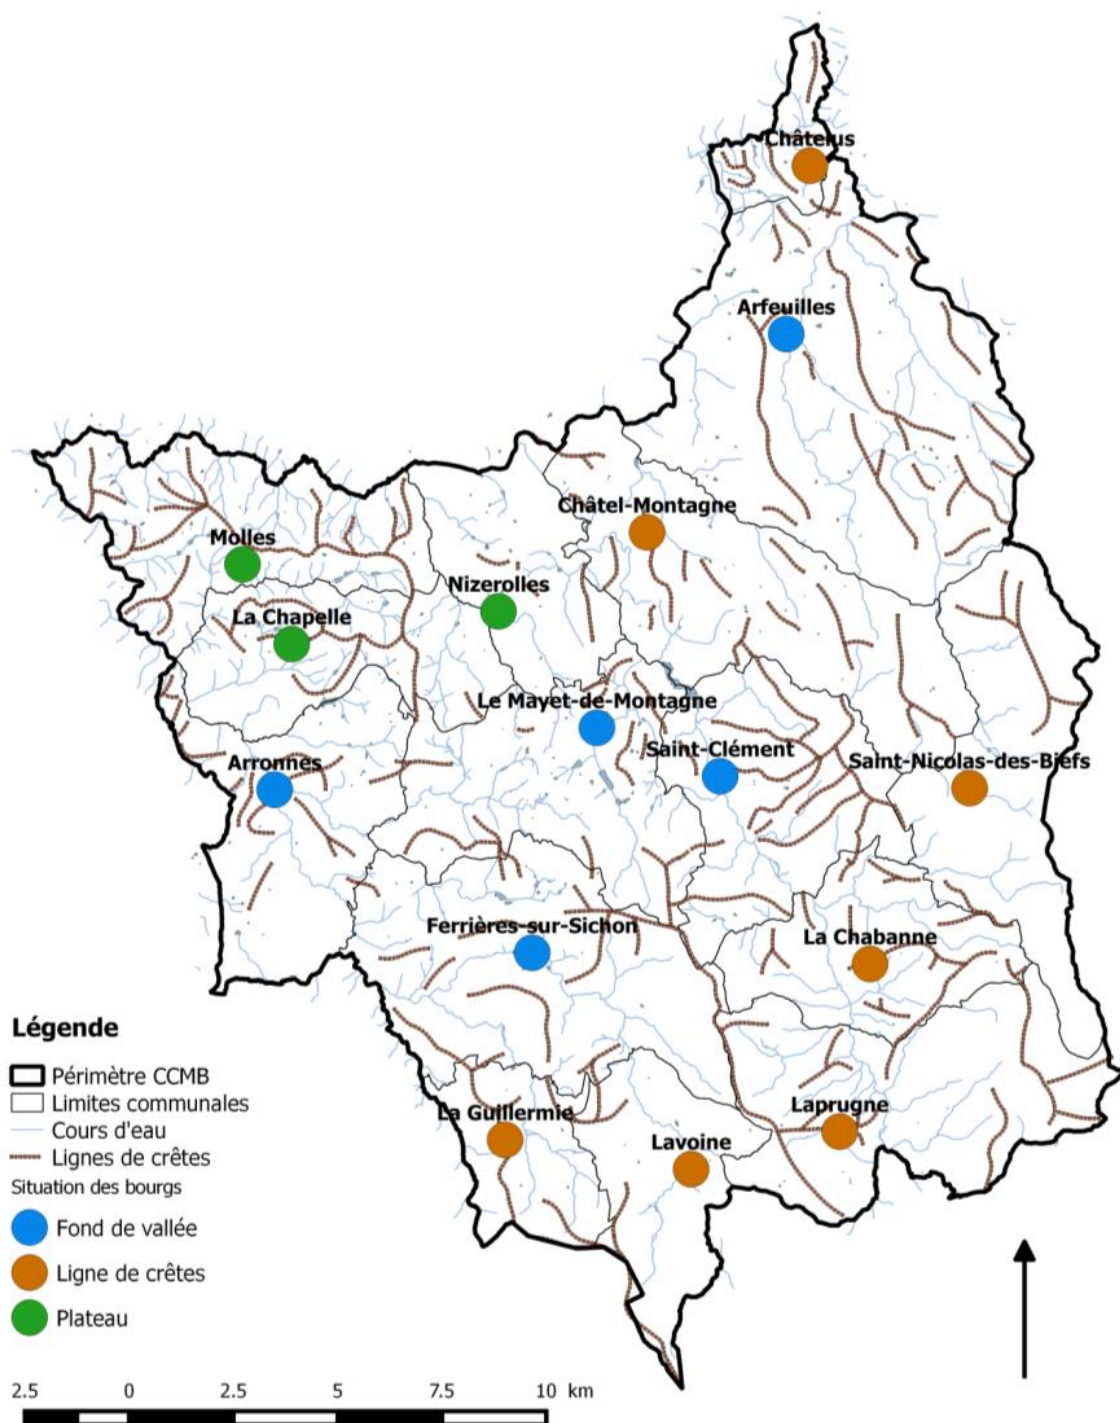 Châtelus
Arfeuilles
Châtel-Montagne
Molles
Nizerolles
La Chapelle
Le Mayet-de-Montagne
Saint-Clément
Arronnes
Saint-Nicolas-des-Biefs
Ferrières-sur-Sichon
La Chabanne
Légende
Périmètre CCMB
Limites communales
Cours d'eau
Lignes de crêtes
Situation des bourgs
Fond de vallée
Ligne de crêtes
Plateau
La Guillermie
Laprugne
Lavoine
2.5 0 2.5 5 7.5 10 km